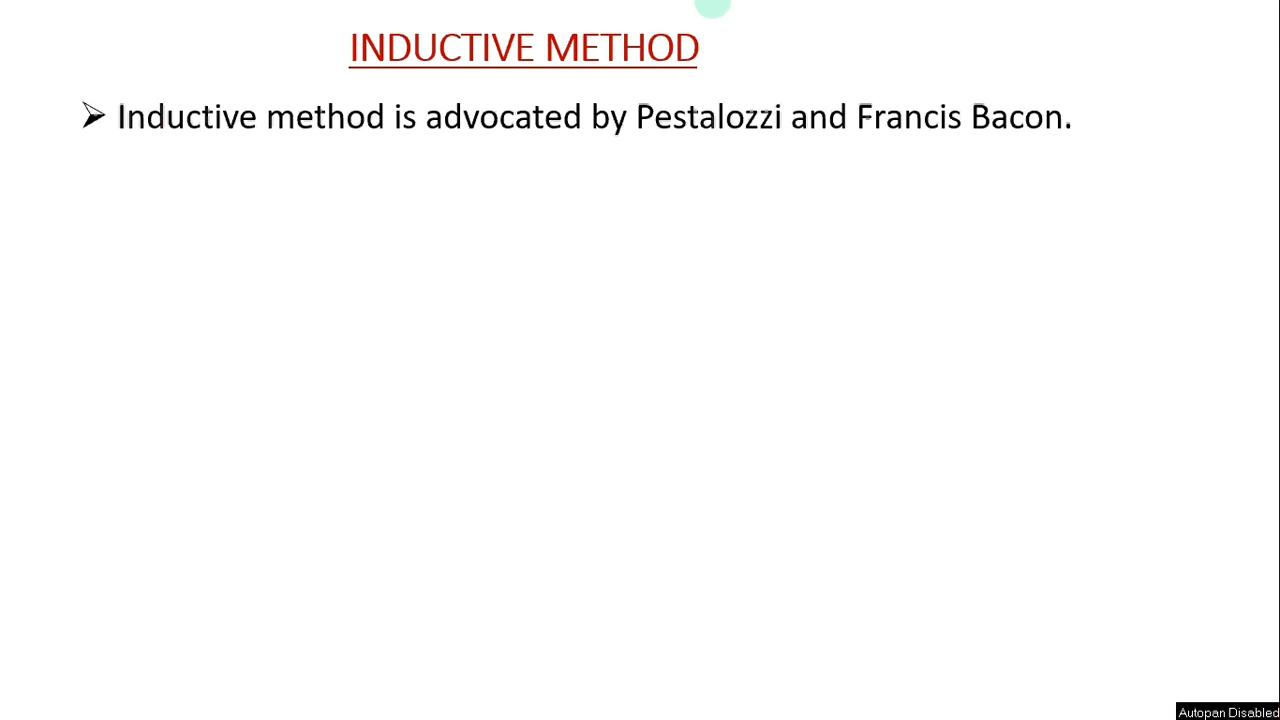 INDUCTIVE METHOD
➢ Inductive method is advocated by Pestalozzi and Francis Bacon.
Autopan Disabled